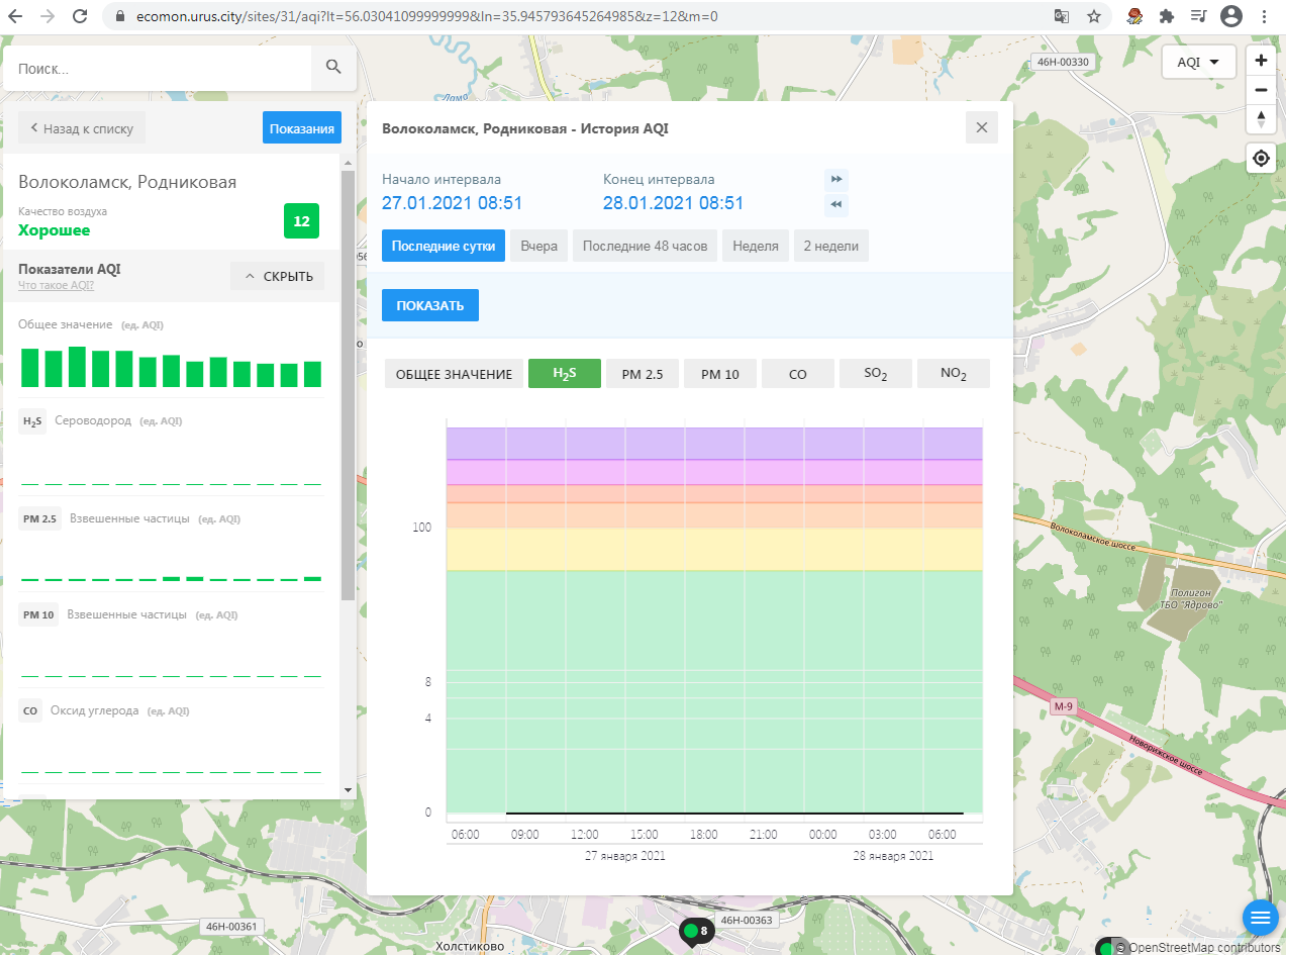 ecomon.urus.city/sites/31/aqi?lt=56.03041099999999&ln=35.945793645264985&z=12&m=0
Поиск...
46Н-00330
AQI
Назад к списку
Показания
Волоколамск, Родниковая - История AQI
Волоколамск, Родниковая
Качество воздуха
Хорошее
12
Начало интервала
Конец интервала
27.01.2021 08:51
28.01.2021 08:51
Последние сутки
Вчера
Последние 48 часов
Неделя
2 недели
Показатели AQI
Что такое AQI?
СКРЫТЬ
ПОКАЗАТЬ
Общее значение (ед. AQI)
ОБЩЕЕ ЗНАЧЕНИЕ
H2S
PM 2.5
PM 10
CO
SO2
NO2
H2S Сероводород (ед. AQI)
PM 2.5 Взвешенные частицы (ед. AQI)
PM 10 Взвешенные частицы (ед. AQI)
CO Оксид углерода (ед. AQI)
100
8
4
0
06:00 09:00 12:00 15:00 18:00 21:00 00:00 03:00 06:00
27 января 2021
28 января 2021
Волоколамское шоссе
Полигон
ТБО "Ядрово"
М-9
Новорижское шоссе
46Н-00361
46Н-00363
8
Холстиково
© OpenStreetMap contributors